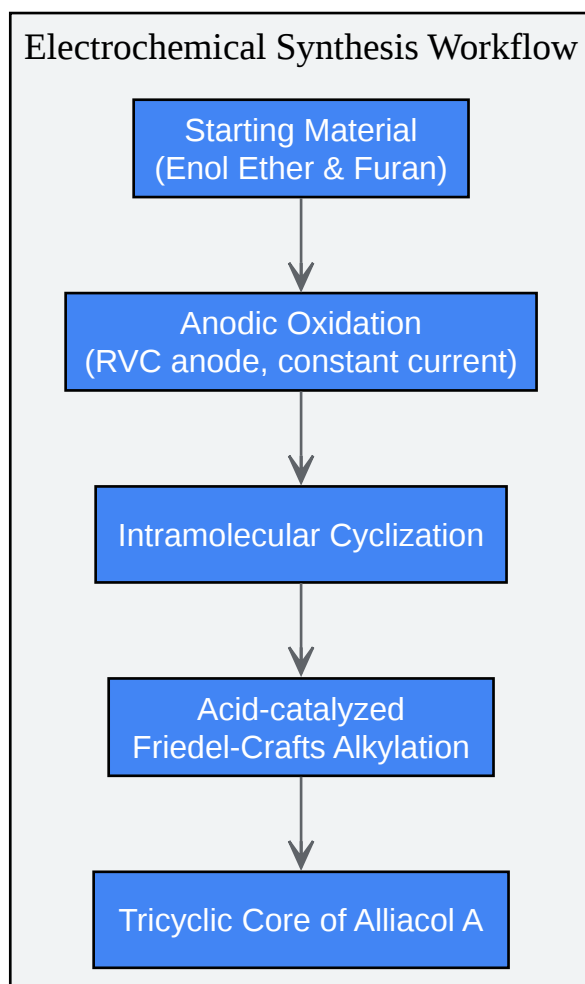 Electrochemical Synthesis Workflow
Starting Material
(Enol Ether & Furan)
Anodic Oxidation
(RVC anode, constant current)
Intramolecular Cyclization
Acid-catalyzed
Friedel-Crafts Alkylation
Tricyclic Core of Alliacol A